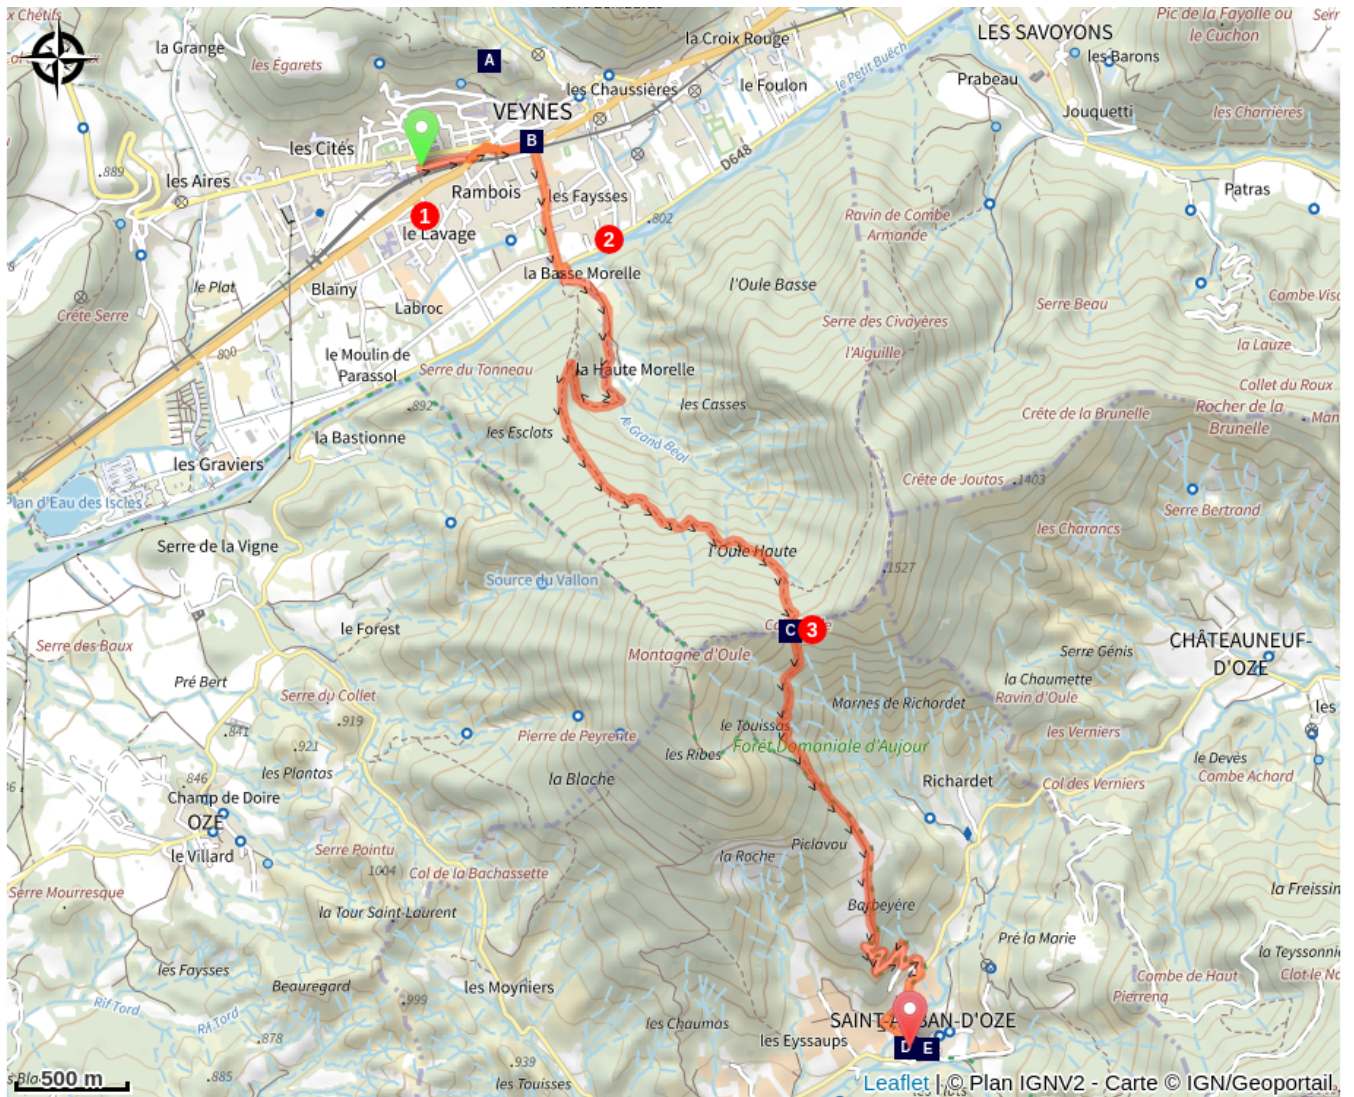 x Chétifs
la Grange
les Égarets
A
la Croix Rouge
LES SAVOYONS
les Barons
Pic de la Fayolle ou
le Cuchon
Serr
les Chaussières
le Foulon
le Petit Buëch
Prabeau
Jouquetti
les Charrières
VEYNES
B
les Cités
.889
les Aires
D648
Patras
Rambois
les Faysses
1
2
.802
Ravin de Combe
Armande
le Lavage
la Basse Morelle
le Plat
Blaïny
l'Oule Basse
Serre Beau
Combe Visc
Crête Serre
Labroc
Serre des Civayères
800
le Moulin de
Parassol
Serre du Tonneau
la Haute Morelle
l'Aiguille
la Lauze
Collet du Roux
.892
les Casses
Crête de la Brunelle
Rocher de la
Brunelle
Man
la Bastionne
les Esclots
le Grand Béal
les Graviers
Crête de Joutas
.1403
Plan d'Eau des Iscles
Serre Bertrand
les Charancs
Serre de la Vigne
l'Oule Haute
.1527
Source du Vallon
le Forest
C
3
Serre des Baux
Montagne d'Oule
Serre Génis
CHÂTEAUNEUF-
D'OZE
Pré Bert
la Chaumette
Serre du Collet
Marnes de Richardet
Ravin d'Oule
les
.919
.841
le Touissas
Pierre de Peyrente
les Verniers
.921
les Ribes
Forêt Domaniale d'Aujour
le Devès
846
les Plantas
la Blache
Richardet
Combe Achard
Col des Verniers
Champ de Doire
OZE
Piclavou
le Villard
Serre Pointu
la Roche
1004
Col de la Bachassette
Serre Mourresque
la Freissin
la Tour Saint-Laurent
Barbeyère
Pré la Marie
la Teyssonni
les Faysses
Combe de Haut
Clot le No
Beauregard
les Moyniers
Pierreng
Rif Tord
Rif Tord
.999
les Chaumas
SAINT-AUBAN-D'OZE
.878
les Eyssaups
D
E
.939
.885
les Touisses
500 m
Leaflet | © Plan IGNV2 - Carte © IGN/Geoportail